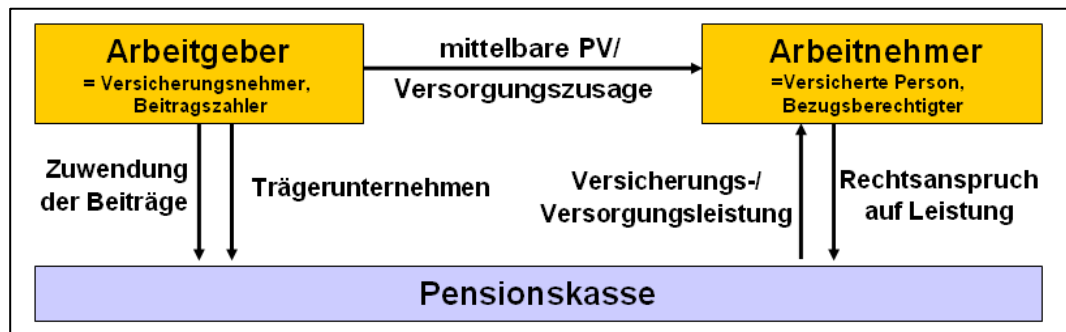 Arbeitgeber
= Versicherungsnehmer,
Beitragszahler
mittelbare PV/
Versorgungszusage
Arbeitnehmer
=Versicherte Person,
Bezugsberechtigter
Zuwendung
der Beiträge
Trägerunternehmen
Versicherungs-/
Versorgungsleistung
Rechtsanspruch
auf Leistung
Pensionskasse